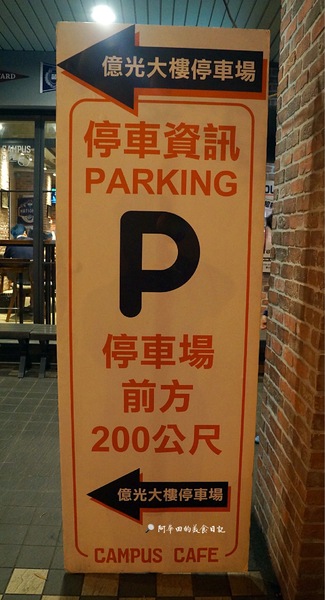 億光大樓停車場
停車資訊
PARKING
P
停車場
前方
200公尺
億光大樓停車場
阿華田的美食日記
CAMPUS CAFE